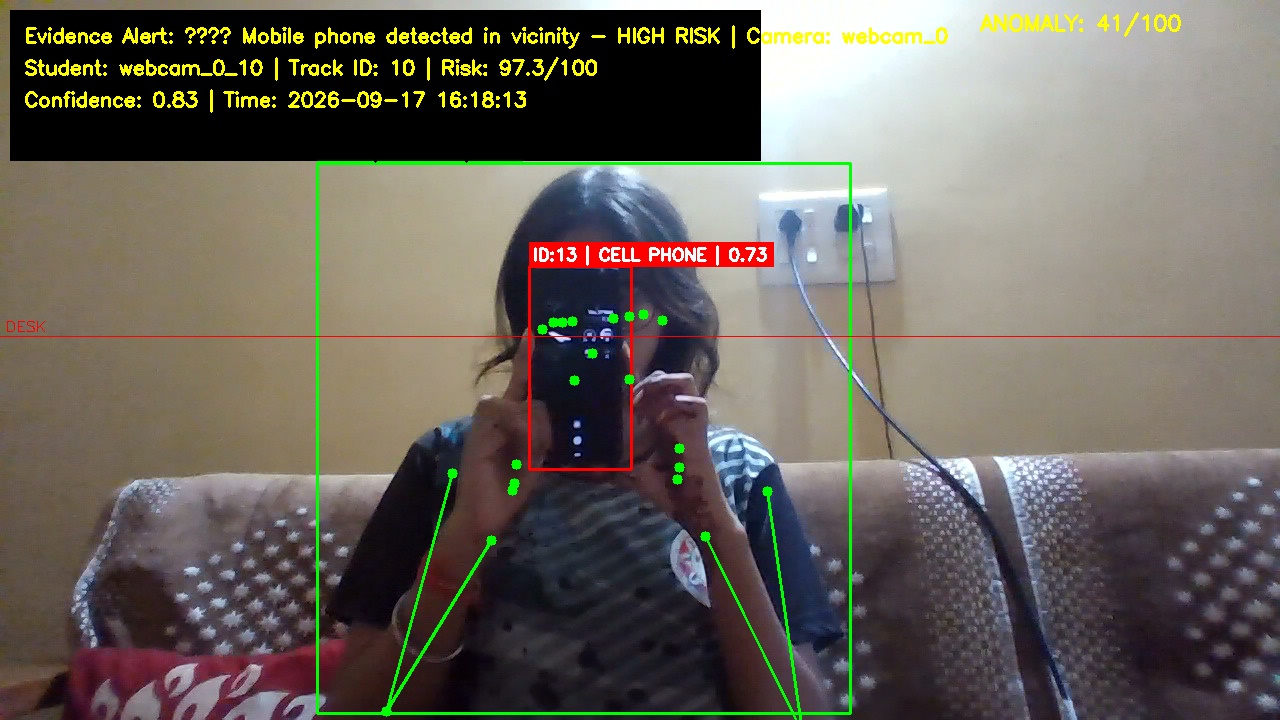 Evidence Alert: ???? Mobile phone detected in vicinity - HIGH RISK | Camera: webcam_0
ANOMALY: 41/100
Student: webcam_0_10 | Track ID: 10 | Risk: 97.3/100
Confidence: 0.83 | Time: 2026-09-17 16:18:13
ID:13 | CELL PHONE | 0.73
DESK